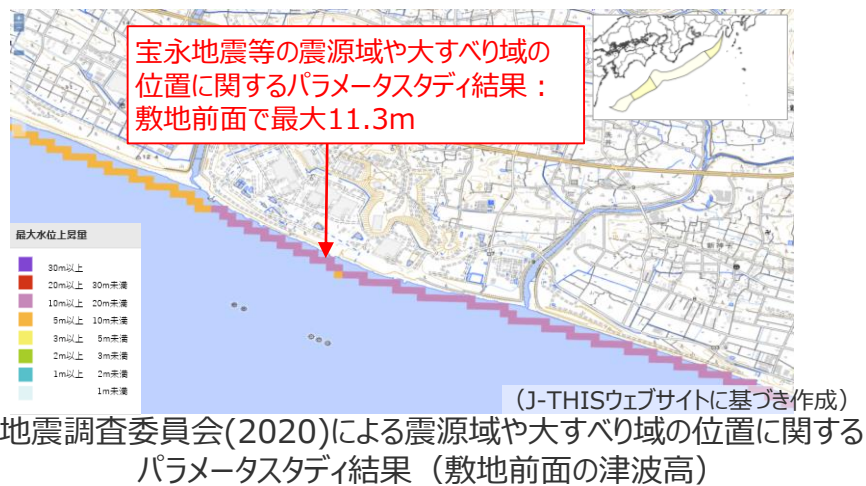 宝永地震等の震源域や大すべり域の
位置に関するパラメータスタディ結果：
敷地前面で最大11.3m
最大水位上昇量
30m以上
20m以上 30m未満
10m以上 20m未満
5m以上 10m未満
3m以上 5m未満
2m以上 3m未満
1m以上 2m未満
1m未満
（J-THISウェブサイトに基づき作成）
地震調査委員会(2020)による震源域や大すべり域の位置に関する
パラメータスタディ結果（敷地前面の津波高）